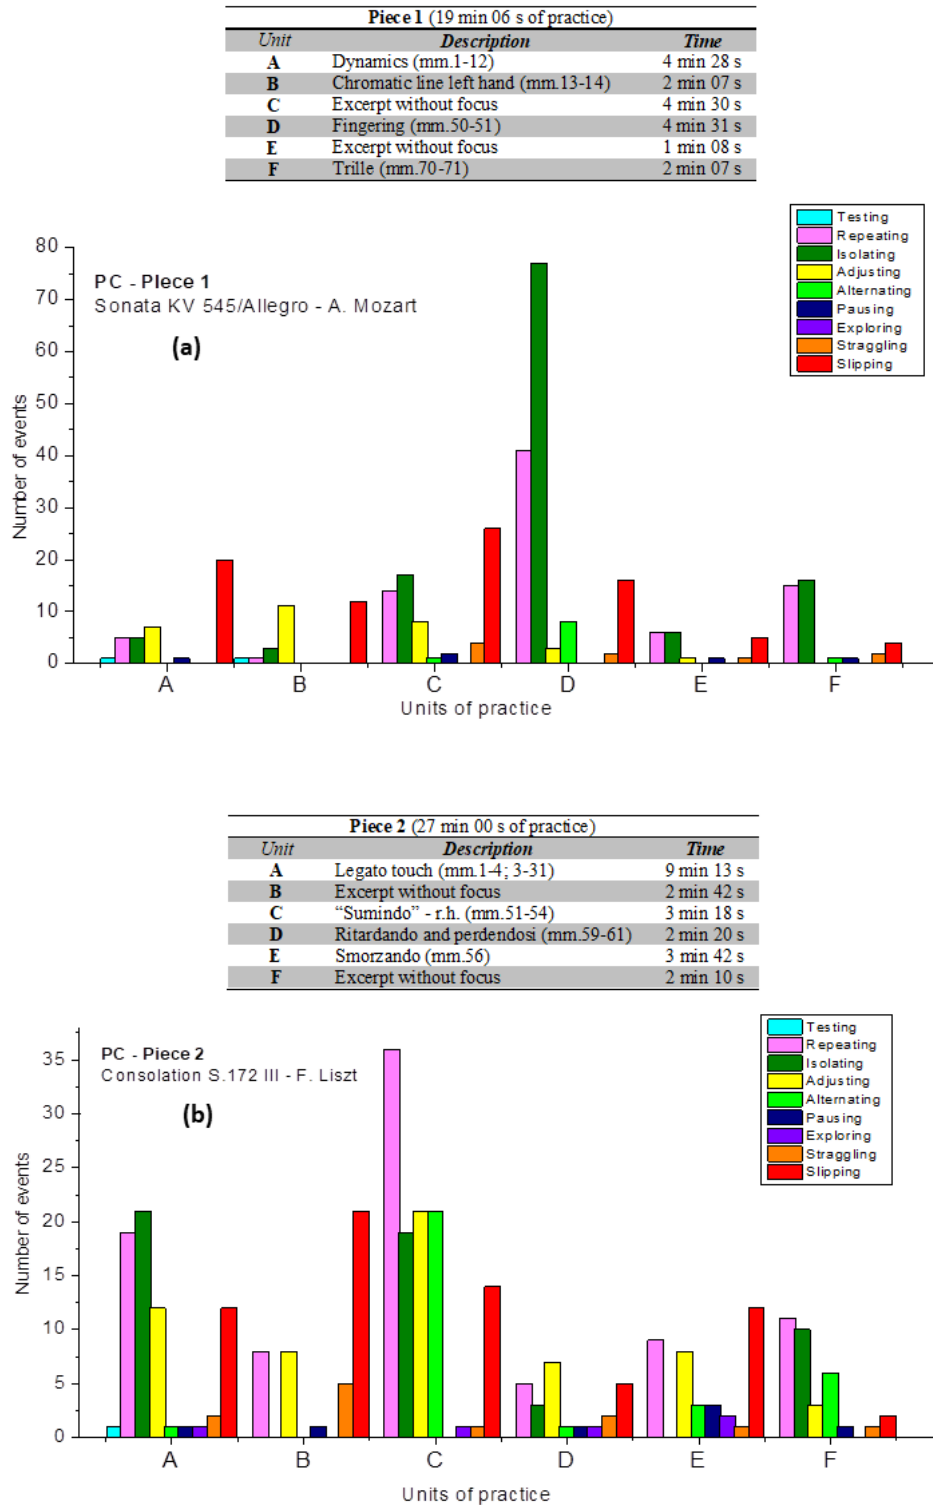 Piece 1 (19 min 06 s of practice)
Unit Description Time
A Dynamics (mm.1-12) 4 min 28 s
B Chromatic line left hand (mm.13-14) 2 min 07 s
C Excerpt without focus 4 min 30 s
D Fingering (mm.50-51) 4 min 31 s
E Excerpt without focus 1 min 08 s
F Trille (mm.70-71) 2 min 07 s
Testing
Repeating
Isolating
Adjusting
Alternating
Pausing
Exploring
Straggling
Slipping
PC - Piece 1
Sonata KV 545/Allegro - A. Mozart
(a)
Number of events
80
70
60
50
40
30
20
10
0
A B C D E F
Units of practice
Piece 2 (27 min 00 s of practice)
Unit Description Time
A Legato touch (mm.1-4; 3-31) 9 min 13 s
B Excerpt without focus 2 min 42 s
C “Sumindo” - r.h. (mm.51-54) 3 min 18 s
D Ritardando and perdendosi (mm.59-61) 2 min 20 s
E Smorzando (mm.56) 3 min 42 s
F Excerpt without focus 2 min 10 s
Testing
Repeating
Isolating
Adjusting
Alternating
Pausing
Exploring
Straggling
Slipping
PC - Piece 2
Consolation S.172 III - F. Liszt
(b)
Number of events
35
30
25
20
15
10
5
0
A B C D E F
Units of practice